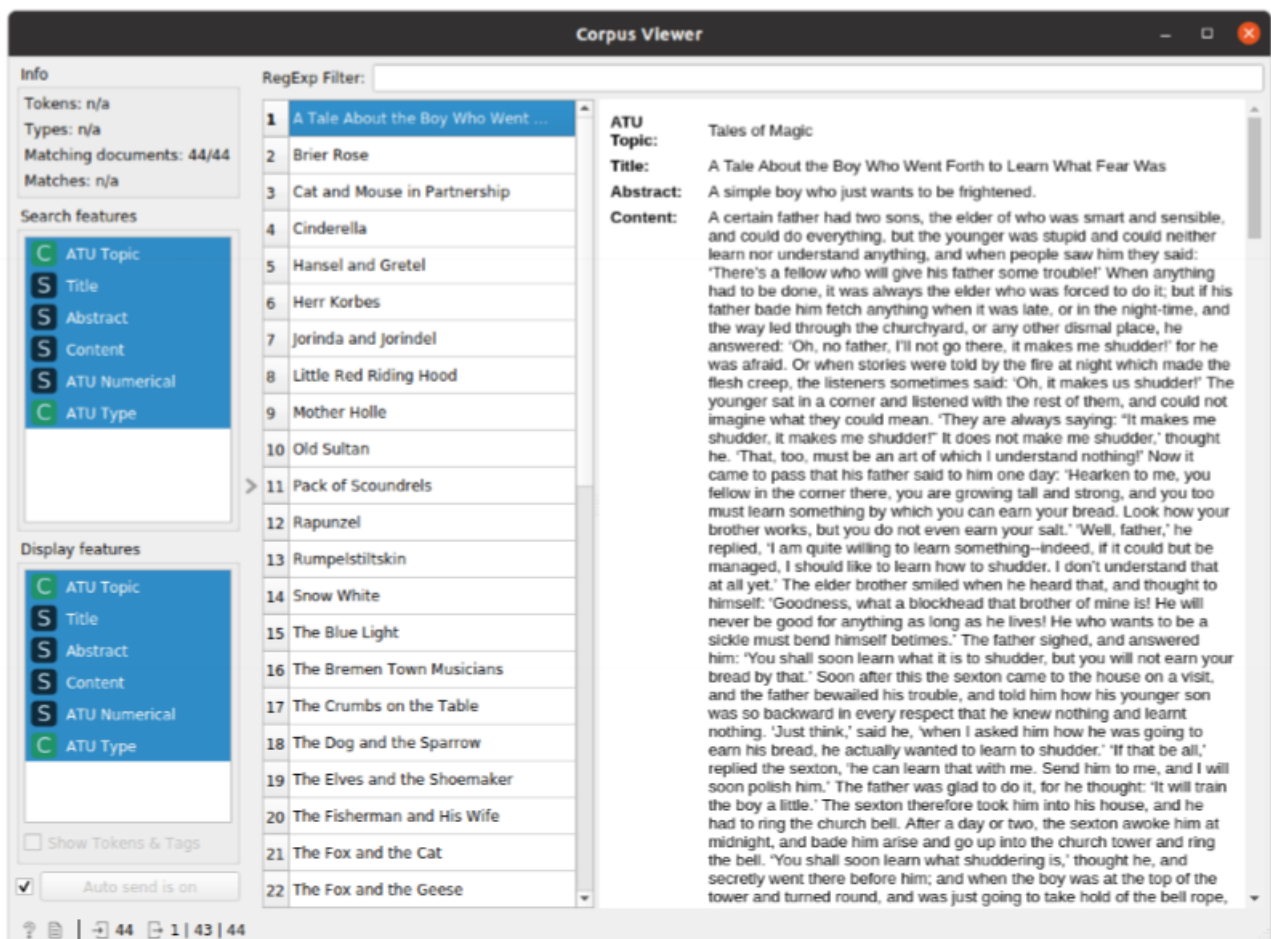 Corpus Viewer
Info
Tokens: n/a
Types: n/a
Matching documents: 44/44
Matches: n/a
Search features
C ATU Topic
S Title
S Abstract
S Content
S ATU Numerical
C ATU Type
Display features
C ATU Topic
S Title
S Abstract
S Content
S ATU Numerical
C ATU Type
Show Tokens & Tags
Auto send is on
? 44 1 | 43 | 44
RegExp Filter:
1 A Tale About the Boy Who Went ...
2 Brier Rose
3 Cat and Mouse in Partnership
4 Cinderella
5 Hansel and Gretel
6 Herr Korbes
7 Jorinda and Jorindel
8 Little Red Riding Hood
9 Mother Holle
10 Old Sultan
11 Pack of Scoundrels
12 Rapunzel
13 Rumpelstiltskin
14 Snow White
15 The Blue Light
16 The Bremen Town Musicians
17 The Crumbs on the Table
18 The Dog and the Sparrow
19 The Elves and the Shoemaker
20 The Fisherman and His Wife
21 The Fox and the Cat
22 The Fox and the Geese
ATU
Topic: Tales of Magic
Title: A Tale About the Boy Who Went Forth to Learn What Fear Was
Abstract: A simple boy who just wants to be frightened.
Content: A certain father had two sons, the elder of who was smart and sensible,
and could do everything, but the younger was stupid and could neither
learn nor understand anything, and when people saw him they said:
'There's a fellow who will give his father some trouble!' When anything
had to be done, it was always the elder who was forced to do it; but if his
father bade him fetch anything when it was late, or in the night-time, and
the way led through the churchyard, or any other dismal place, he
answered: 'Oh, no father, I'll not go there, it makes me shudder!' for he
was afraid. Or when stories were told by the fire at night which made the
flesh creep, the listeners sometimes said: 'Oh, it makes us shudder!' The
younger sat in a corner and listened with the rest of them, and could not
imagine what they could mean. 'They are always saying: "It makes me
shudder, it makes me shudder!" It does not make me shudder,' thought
he. 'That, too, must be an art of which I understand nothing!' Now it
came to pass that his father said to him one day: 'Hearken to me, you
fellow in the corner there, you are growing tall and strong, and you too
must learn something by which you can earn your bread. Look how your
brother works, but you do not even earn your salt.' 'Well, father,' he
replied, 'I am quite willing to learn something--indeed, if it could but be
managed, I should like to learn how to shudder. I don't understand that
at all yet.' The elder brother smiled when he heard that, and thought to
himself: 'Goodness, what a blockhead that brother of mine is! He will
never be good for anything as long as he lives! He who wants to be a
sickle must bend himself betimes.' The father sighed, and answered
him: 'You shall soon learn what it is to shudder, but you will not earn your
bread by that.' Soon after this the sexton came to the house on a visit,
and the father bewailed his trouble, and told him how his younger son
was so backward in every respect that he knew nothing and learnt
nothing. 'Just think,' said he, 'when I asked him how he was going to
earn his bread, he actually wanted to learn to shudder.' 'If that be all,'
replied the sexton, 'he can learn that with me. Send him to me, and I will
soon polish him.' The father was glad to do it, for he thought: 'It will train
the boy a little.' The sexton therefore took him into his house, and he
had to ring the church bell. After a day or two, the sexton awoke him at
midnight, and bade him arise and go up into the church tower and ring
the bell. 'You shall soon learn what shuddering is,' thought he, and
secretly went there before him; and when the boy was at the top of the
tower and turned round, and was just going to take hold of the bell rope,